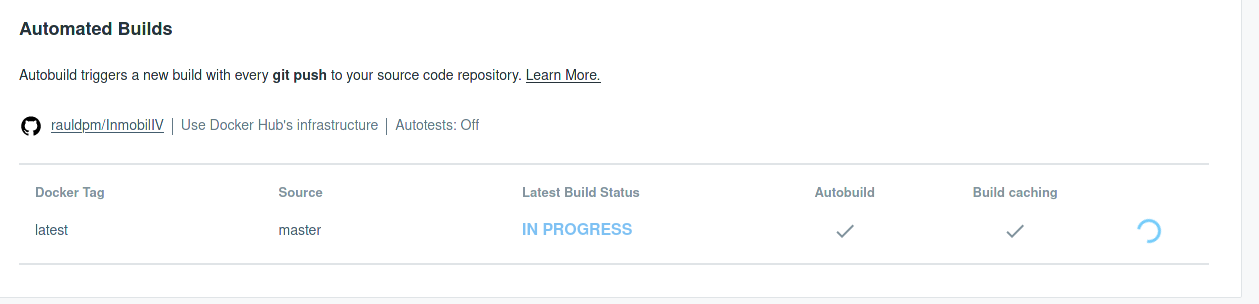 Automated Builds
Autobuild triggers a new build with every git push to your source code repository. Learn More.
rauldpm/InmobilIV | Use Docker Hub's infrastructure | Autotests: Off
Docker Tag Source Latest Build Status Autobuild Build caching
latest master IN PROGRESS